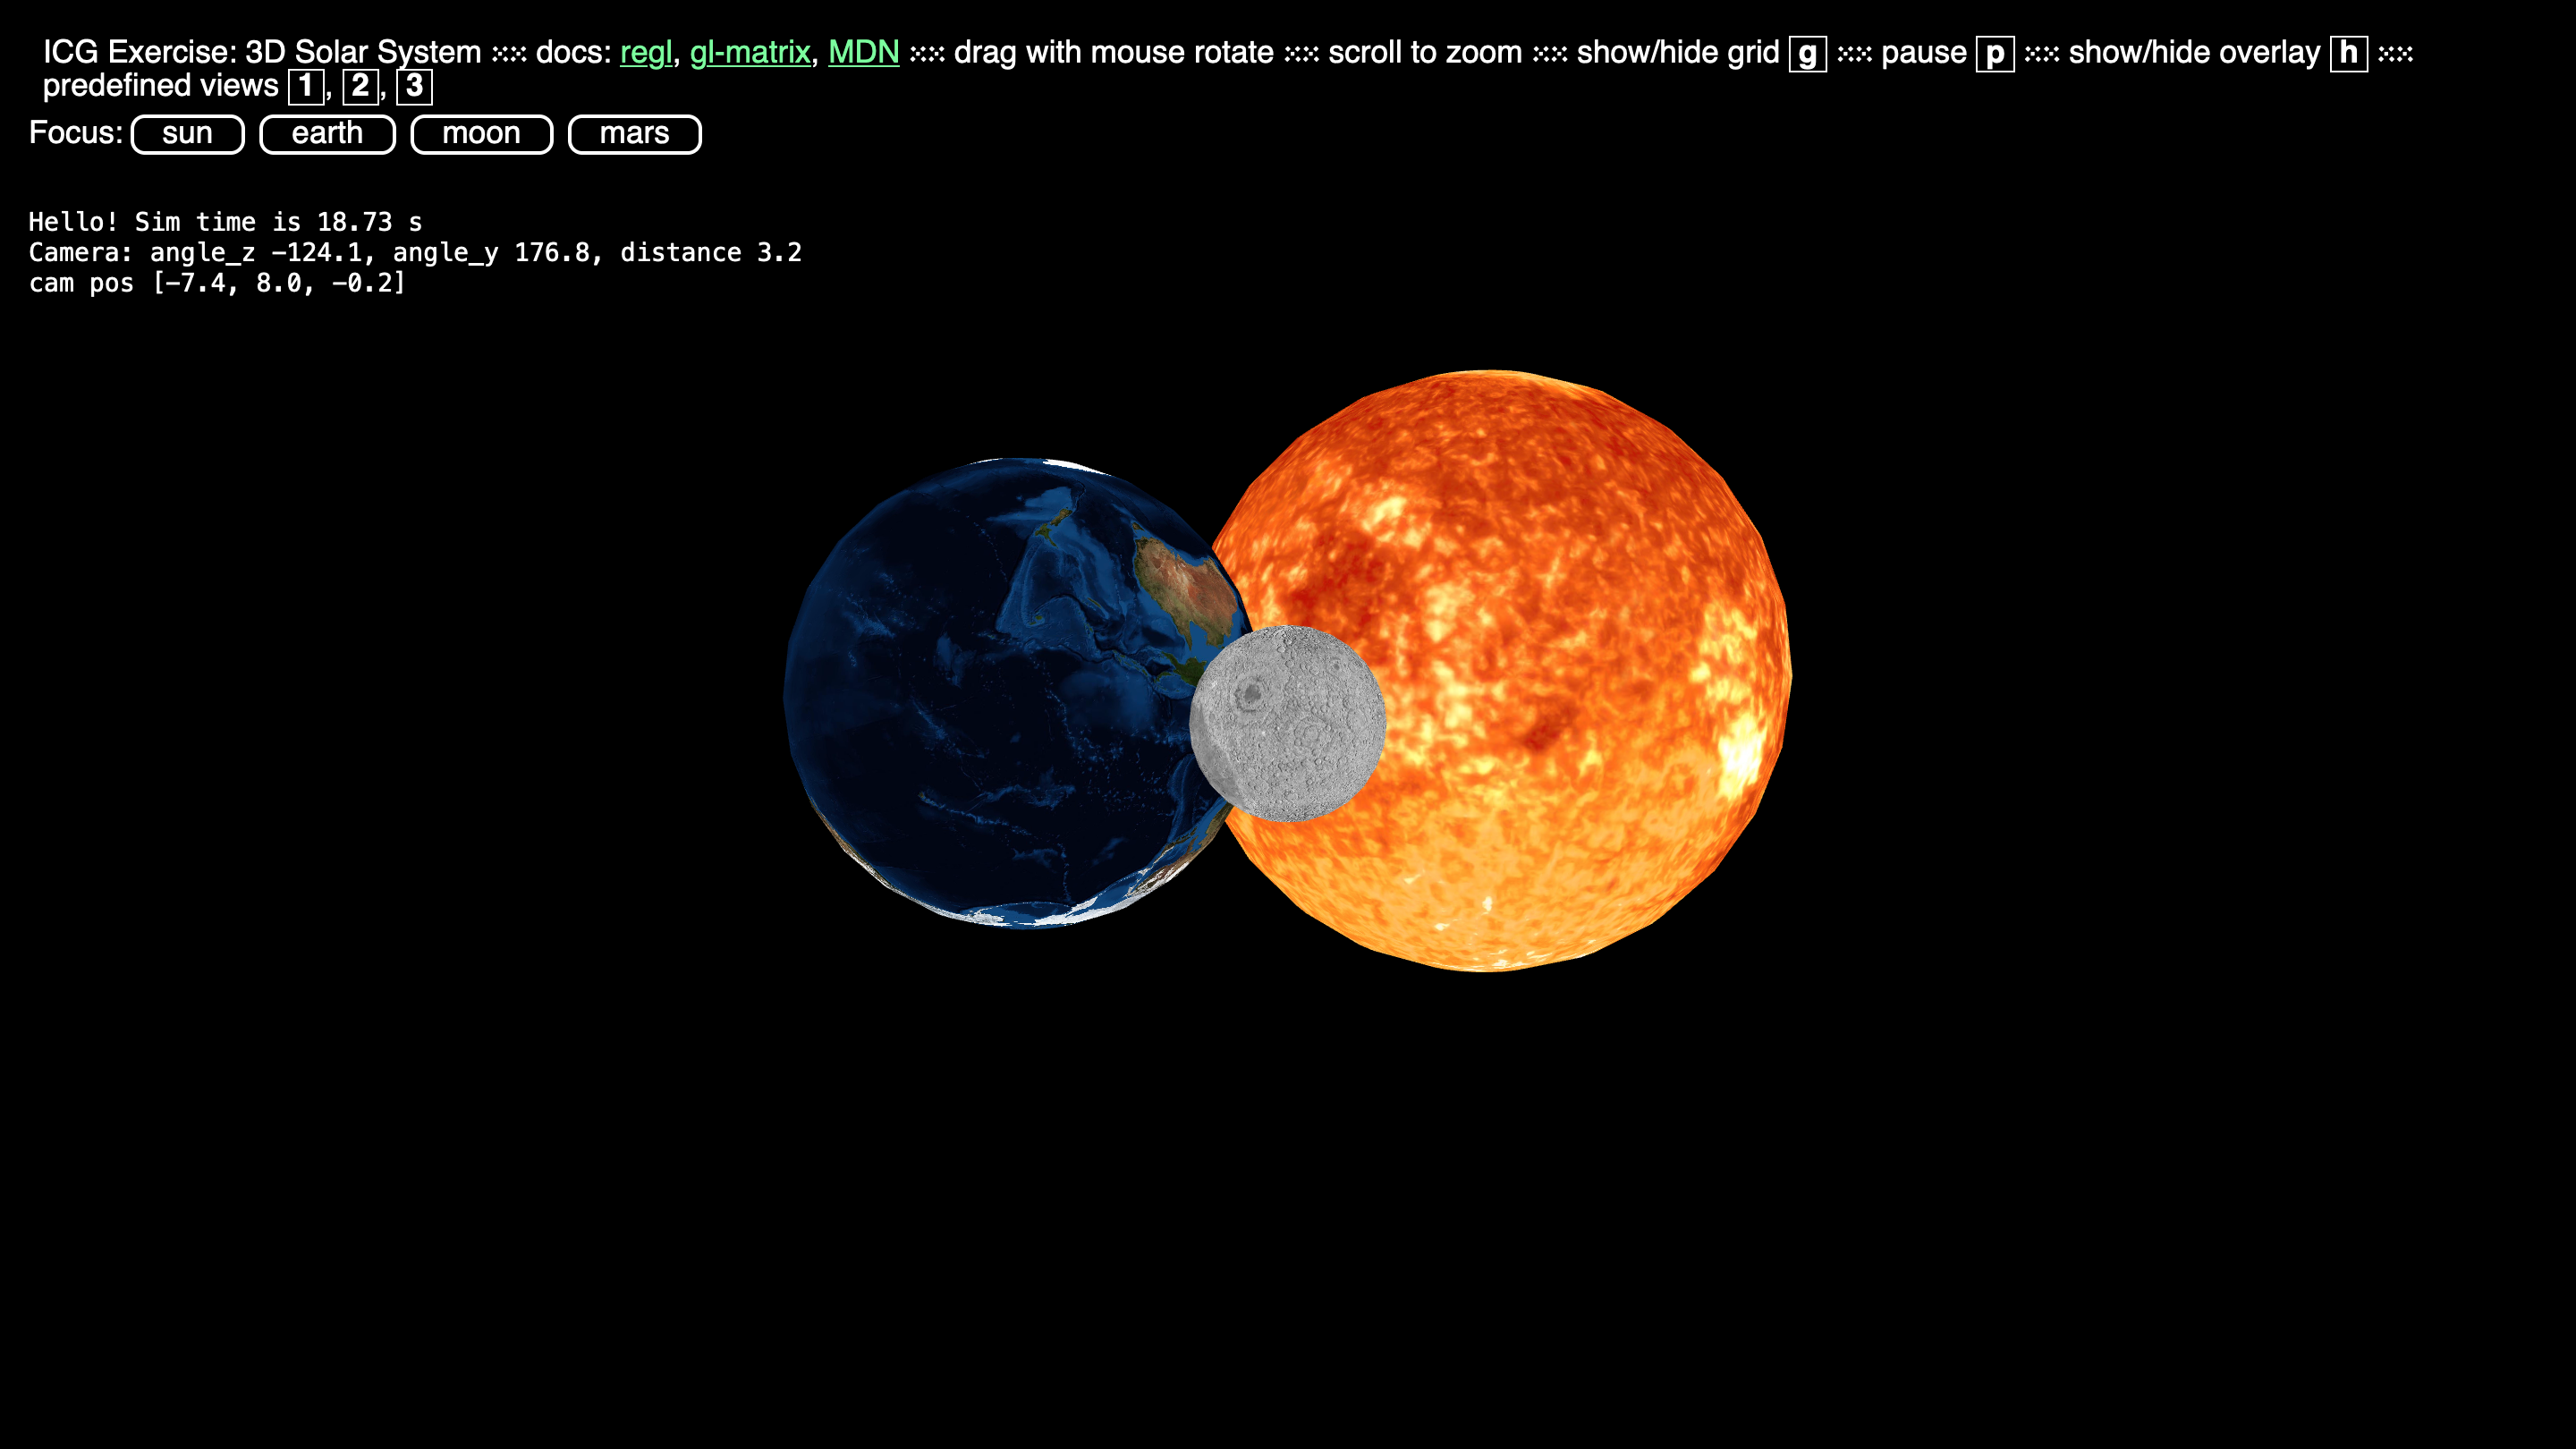 ICG Exercise: 3D Solar System ⁙⁙ docs: regl, gl-matrix, MDN ⁙⁙ drag with mouse rotate ⁙⁙ scroll to zoom ⁙⁙ show/hide grid g ⁙⁙ pause p ⁙⁙ show/hide overlay h ⁙⁙
predefined views 1, 2, 3
Focus: sun earth moon mars
Hello! Sim time is 18.73 s
Camera: angle_z -124.1, angle_y 176.8, distance 3.2
cam pos [-7.4, 8.0, -0.2]